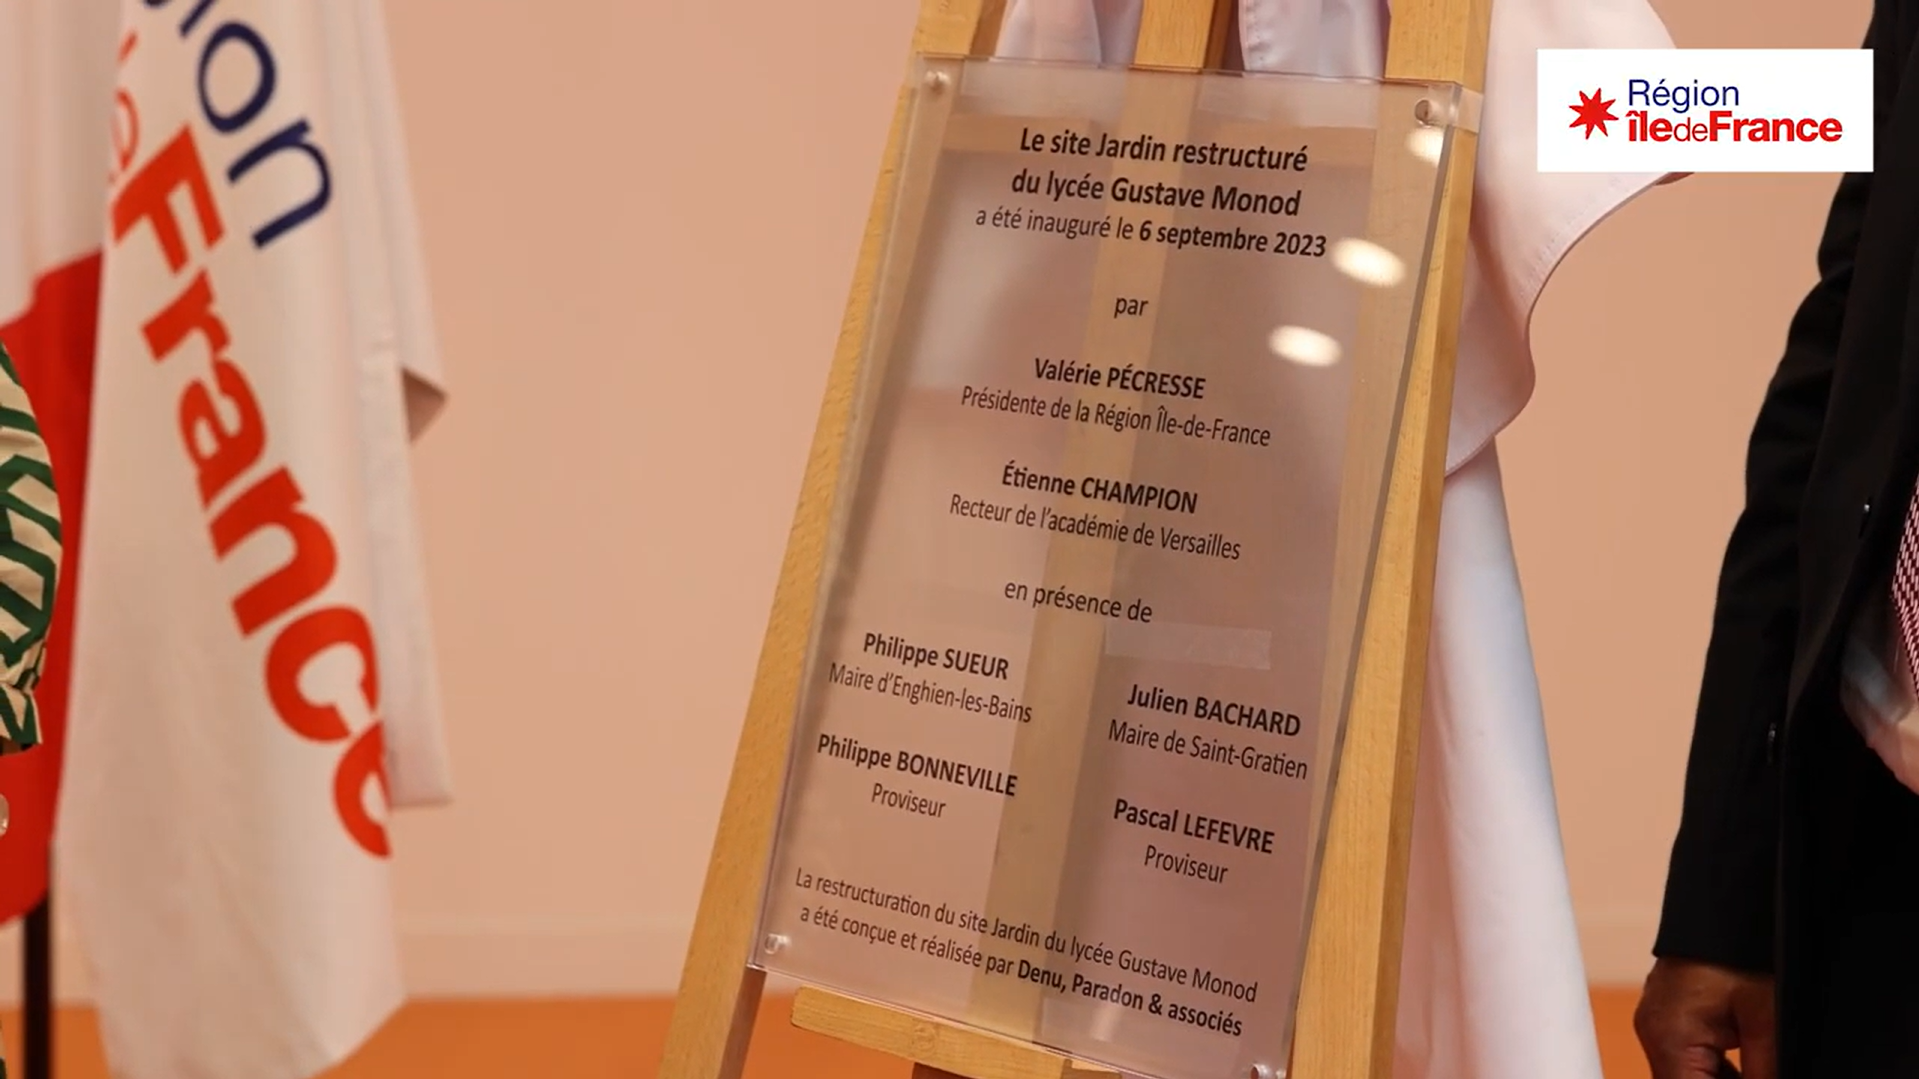 ion
France
Région
îledeFrance
Le site Jardin restructuré
du lycée Gustave Monod
a été inauguré le 6 septembre 2023
par
Valérie PÉCRESSE
Présidente de la Région Île-de-France
Étienne CHAMPION
Recteur de l'académie de Versailles
en présence de
Philippe SUEUR
Maire d'Enghien-les-Bains
Julien BACHARD
Maire de Saint-Gratien
Philippe BONNEVILLE
Proviseur
Pascal LEFEVRE
Proviseur
La restructuration du site Jardin du lycée Gustave Monod
a été conçue et réalisée par Denu, Paradon & associés